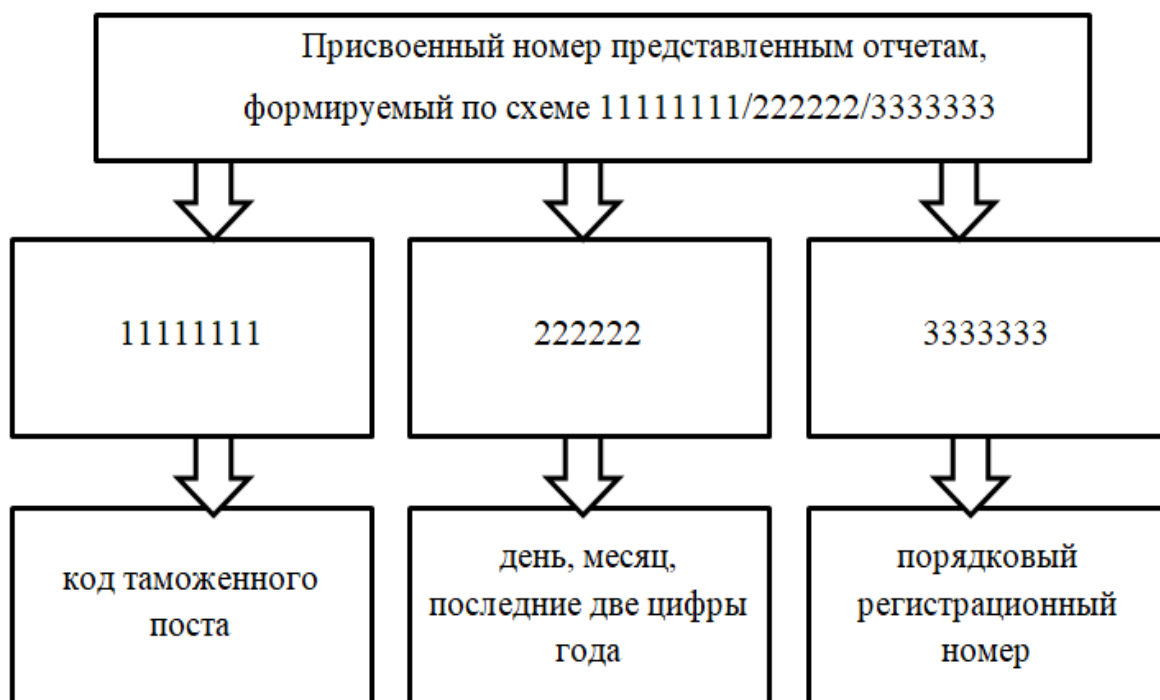 Присвоенный номер представленным отчетам,
формируемый по схеме 11111111/222222/3333333
11111111
222222
3333333
код таможенного
поста
день, месяц,
последние две цифры
года
порядковый
регистрационный
номер